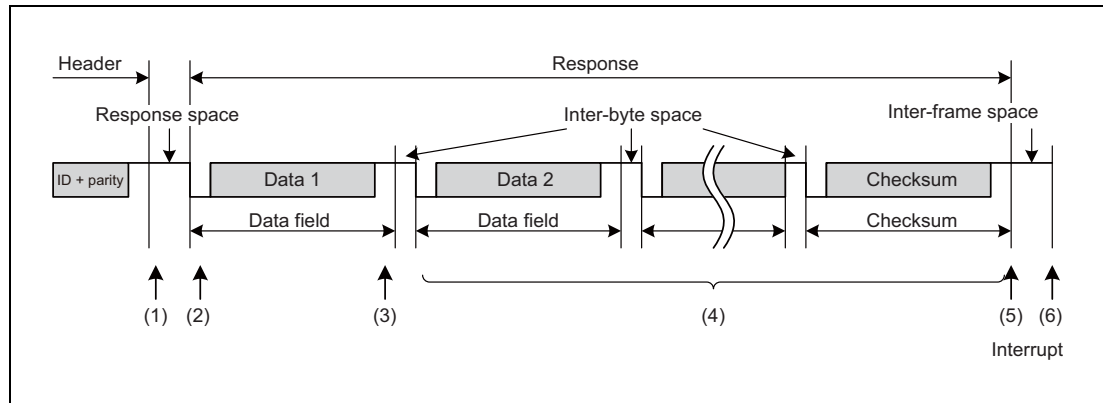 Header
Response
Response space
Inter-byte space
Inter-frame space
ID + parity
Data 1
Data 2
Checksum
Data field
Data field
Checksum
(1)
(2)
(3)
(4)
(5)
(6)
Interrupt